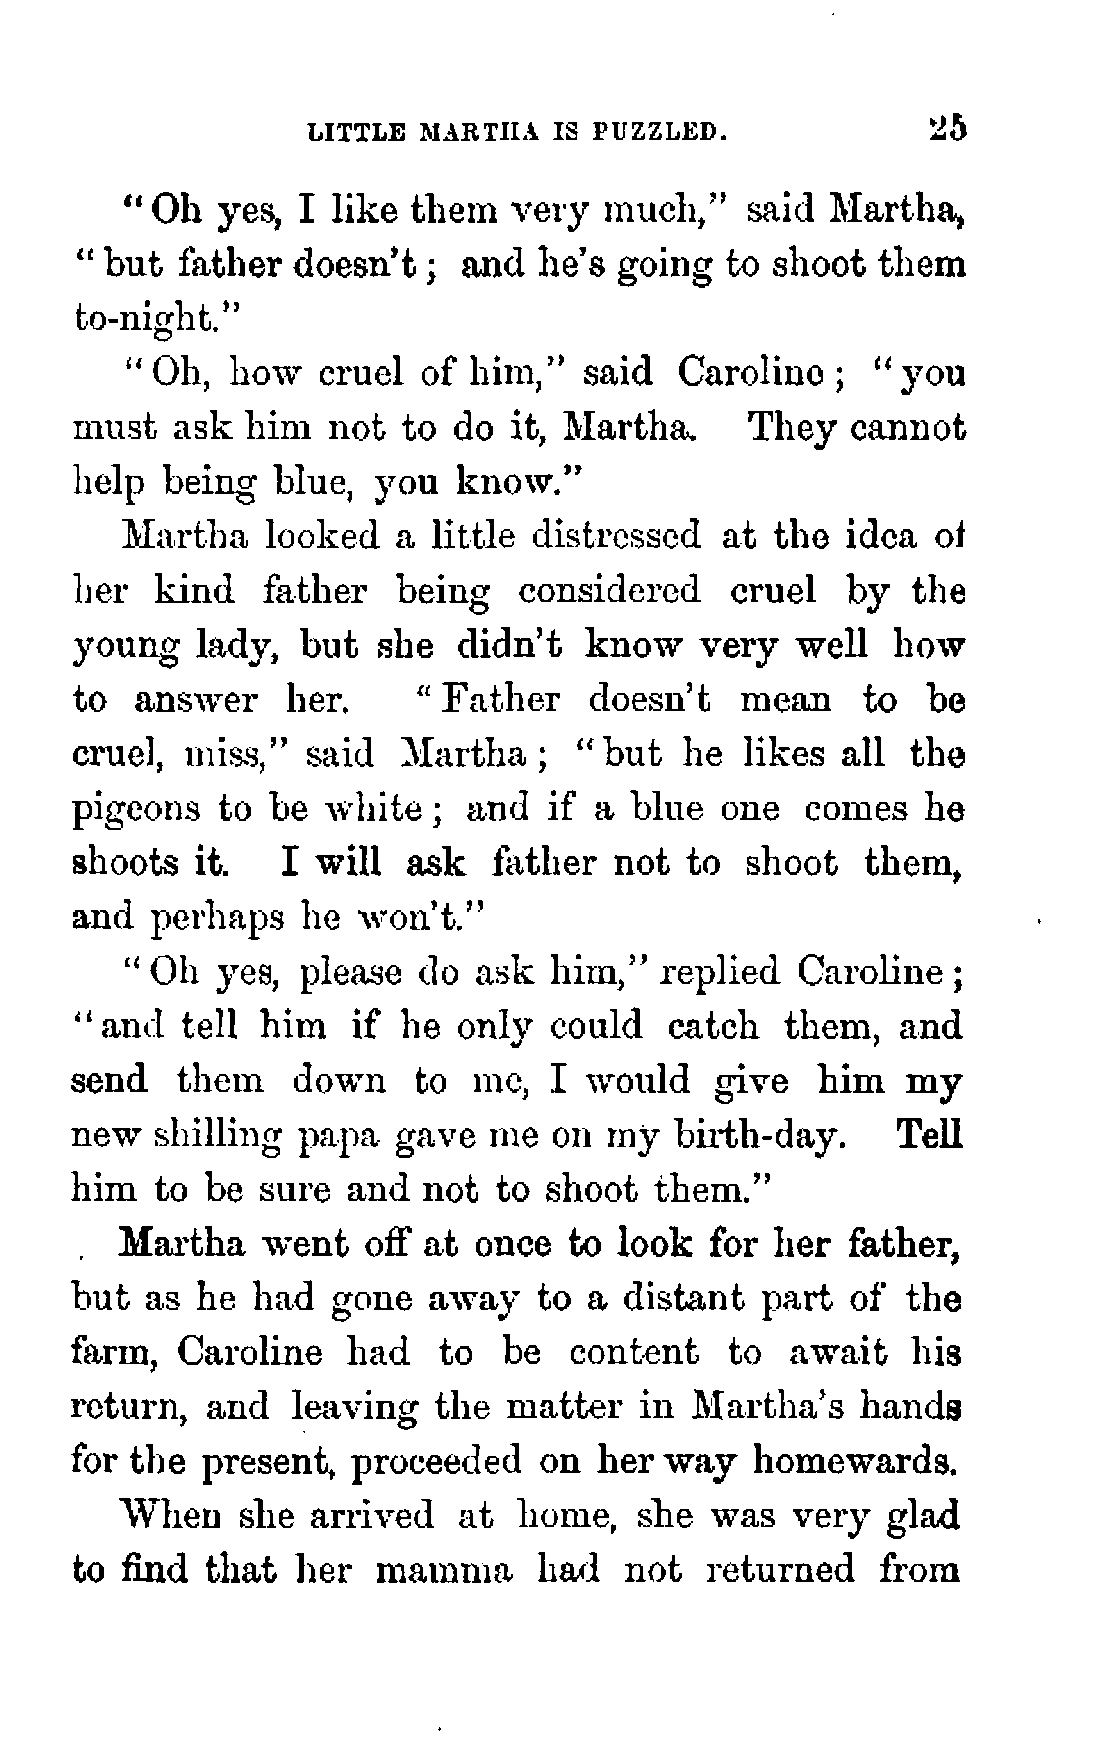 LITTLE MARTHA IS PUZZLED. 25
"Oh yes, I like them very much," said Martha,
"but father doesn't; and he's going to shoot them
to-night."
"Oh, how cruel of him," said Caroline; "you
must ask him not to do it, Martha. They cannot
help being blue, you know."
Martha looked a little distressed at the idea of
her kind father being considered cruel by the
young lady, but she didn't know very well how
to answer her. "Father doesn't mean to be
cruel, miss," said Martha; "but he likes all the
pigeons to be white; and if a blue one comes he
shoots it. I will ask father not to shoot them,
and perhaps he won't."
"Oh yes, please do ask him," replied Caroline;
"and tell him if he only could catch them, and
send them down to me, I would give him my
new shilling papa gave me on my birth-day. Tell
him to be sure and not to shoot them."
Martha went off at once to look for her father,
but as he had gone away to a distant part of the
farm, Caroline had to be content to await his
return, and leaving the matter in Martha's hands
for the present, proceeded on her way homewards.
When she arrived at home, she was very glad
to find that her mamma had not returned from